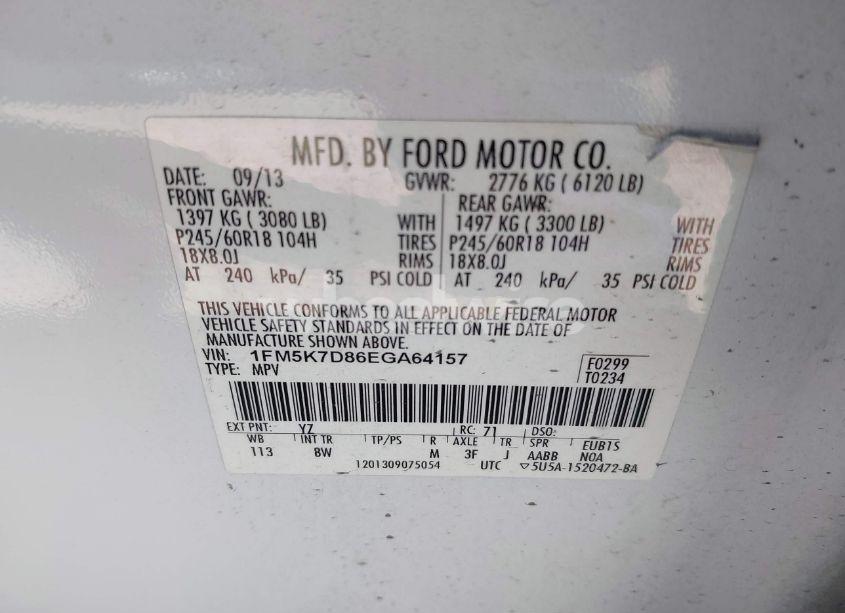 MFD. BY FORD MOTOR CO.
DATE: 09/13 GVWR: 2776 KG ( 6120 LB)
FRONT GAWR: REAR GAWR:
1397 KG ( 3080 LB) WITH 1497 KG ( 3300 LB) WITH
P245/60R18 104H TIRES P245/60R18 104H TIRES
18X8.0J RIMS 18X8.0J RIMS
AT 240 kPa/ 35 PSI COLD AT 240 kPa/ 35 PSI COLD
THIS VEHICLE CONFORMS TO ALL APPLICABLE FEDERAL MOTOR
VEHICLE SAFETY STANDARDS IN EFFECT ON THE DATE OF
MANUFACTURE SHOWN ABOVE.
VIN: 1FM5K7D86EGA64157 F0299
TYPE: MPV T0234
EXT PNT: YZ RC: 71 DSO:
WB INT TR TP/PS R AXLE TR SPR EUB1S
113 8W M 3F J AABB N0A
1201309075054 UTC ▽5U5A-1520472-BA